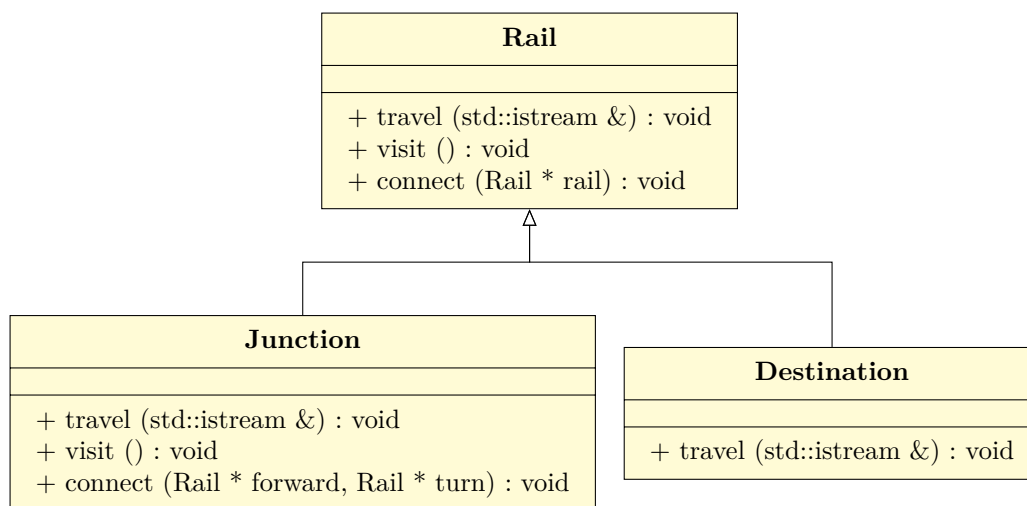 Rail
+ travel (std::istream &) : void
+ visit () : void
+ connect (Rail * rail) : void
Junction
+ travel (std::istream &) : void
+ visit () : void
+ connect (Rail * forward, Rail * turn) : void
Destination
+ travel (std::istream &) : void